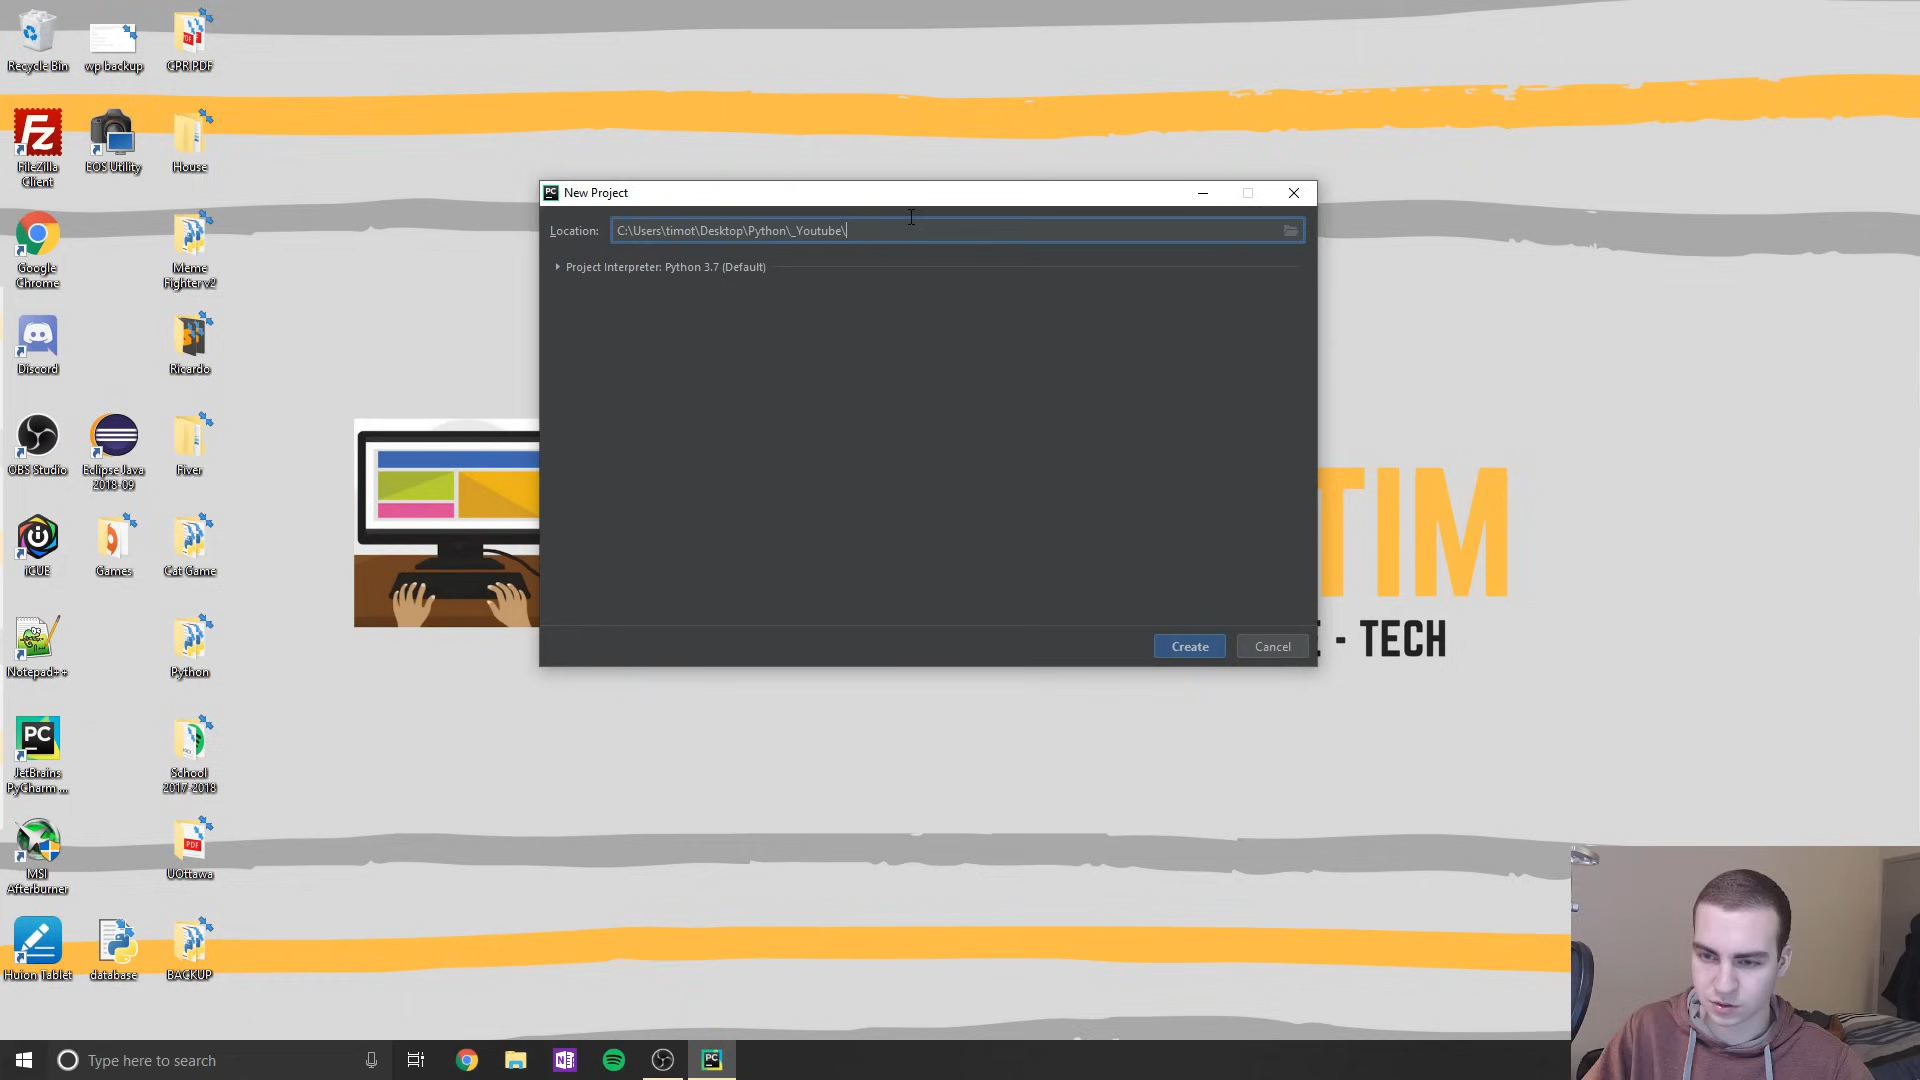 Recycle Bin
wp backup
CPR PDF
FileZilla
Client
EOS Utility
House
Google
Chrome
Meme
Fighter v2
Discord
Ricardo
OBS Studio
Eclipse Java
2018-09
Fiver
iCUE
Games
Cat Game
Notepad++
Python
JetBrains
PyCharm ...
School
2017-2018
MSI
Afterburner
UOttawa
Huion Tablet
database
BACKUP
PC
New Project
Location:
C:\Users\timot\Desktop\Python\_Youtube\
Project Interpreter: Python 3.7 (Default)
Create
Cancel
TIM
- TECH
Type here to search